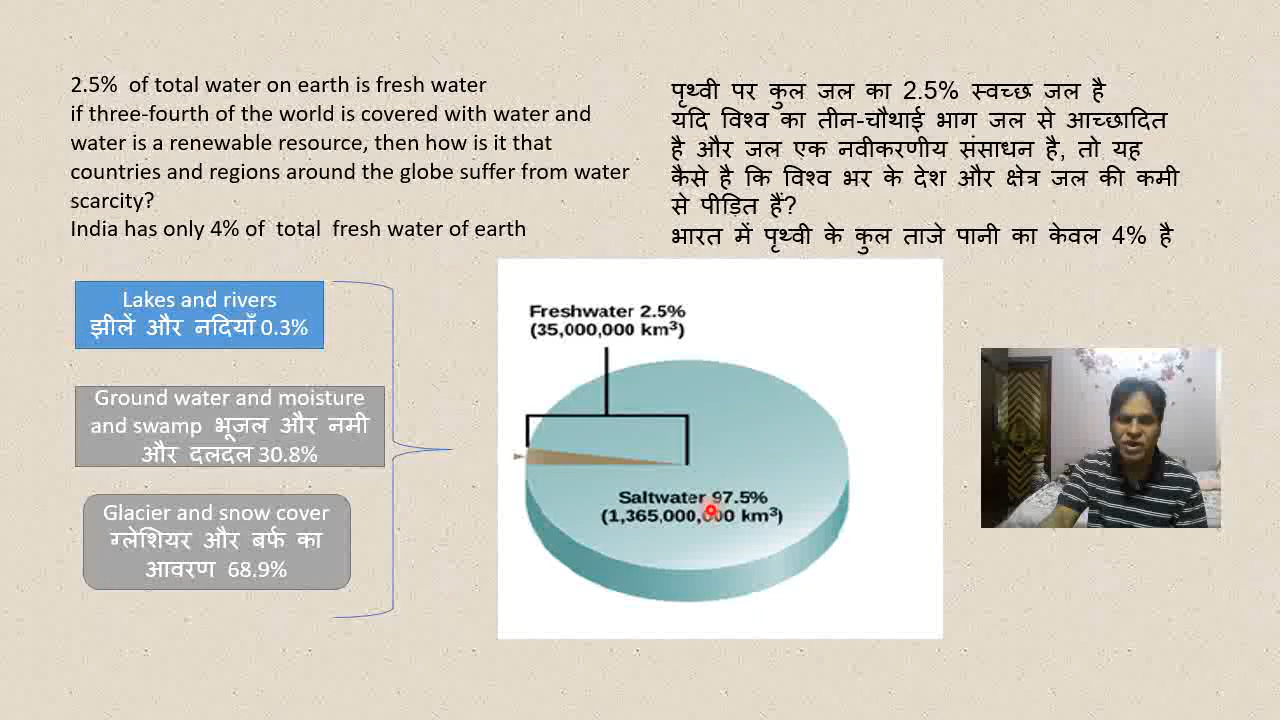 2.5% of total water on earth is fresh water
if three-fourth of the world is covered with water and
water is a renewable resource, then how is it that
countries and regions around the globe suffer from water
scarcity?
India has only 4% of total fresh water of earth
पृथ्वी पर कुल जल का 2.5% स्वच्छ जल है
यदि विश्व का तीन-चौथाई भाग जल से आच्छादित
है और जल एक नवीकरणीय संसाधन है, तो यह
कैसे है कि विश्व भर के देश और क्षेत्र जल की कमी
से पीड़ित हैं?
भारत में पृथ्वी के कुल ताजे पानी का केवल 4% है
Lakes and rivers
झीलें और नदियाँ 0.3%
Ground water and moisture
and swamp भूजल और नमी
और दलदल 30.8%
Glacier and snow cover
ग्लेशियर और बर्फ का
आवरण 68.9%
Freshwater 2.5%
(35,000,000 km³)
Saltwater 97.5%
(1,365,000,000 km³)